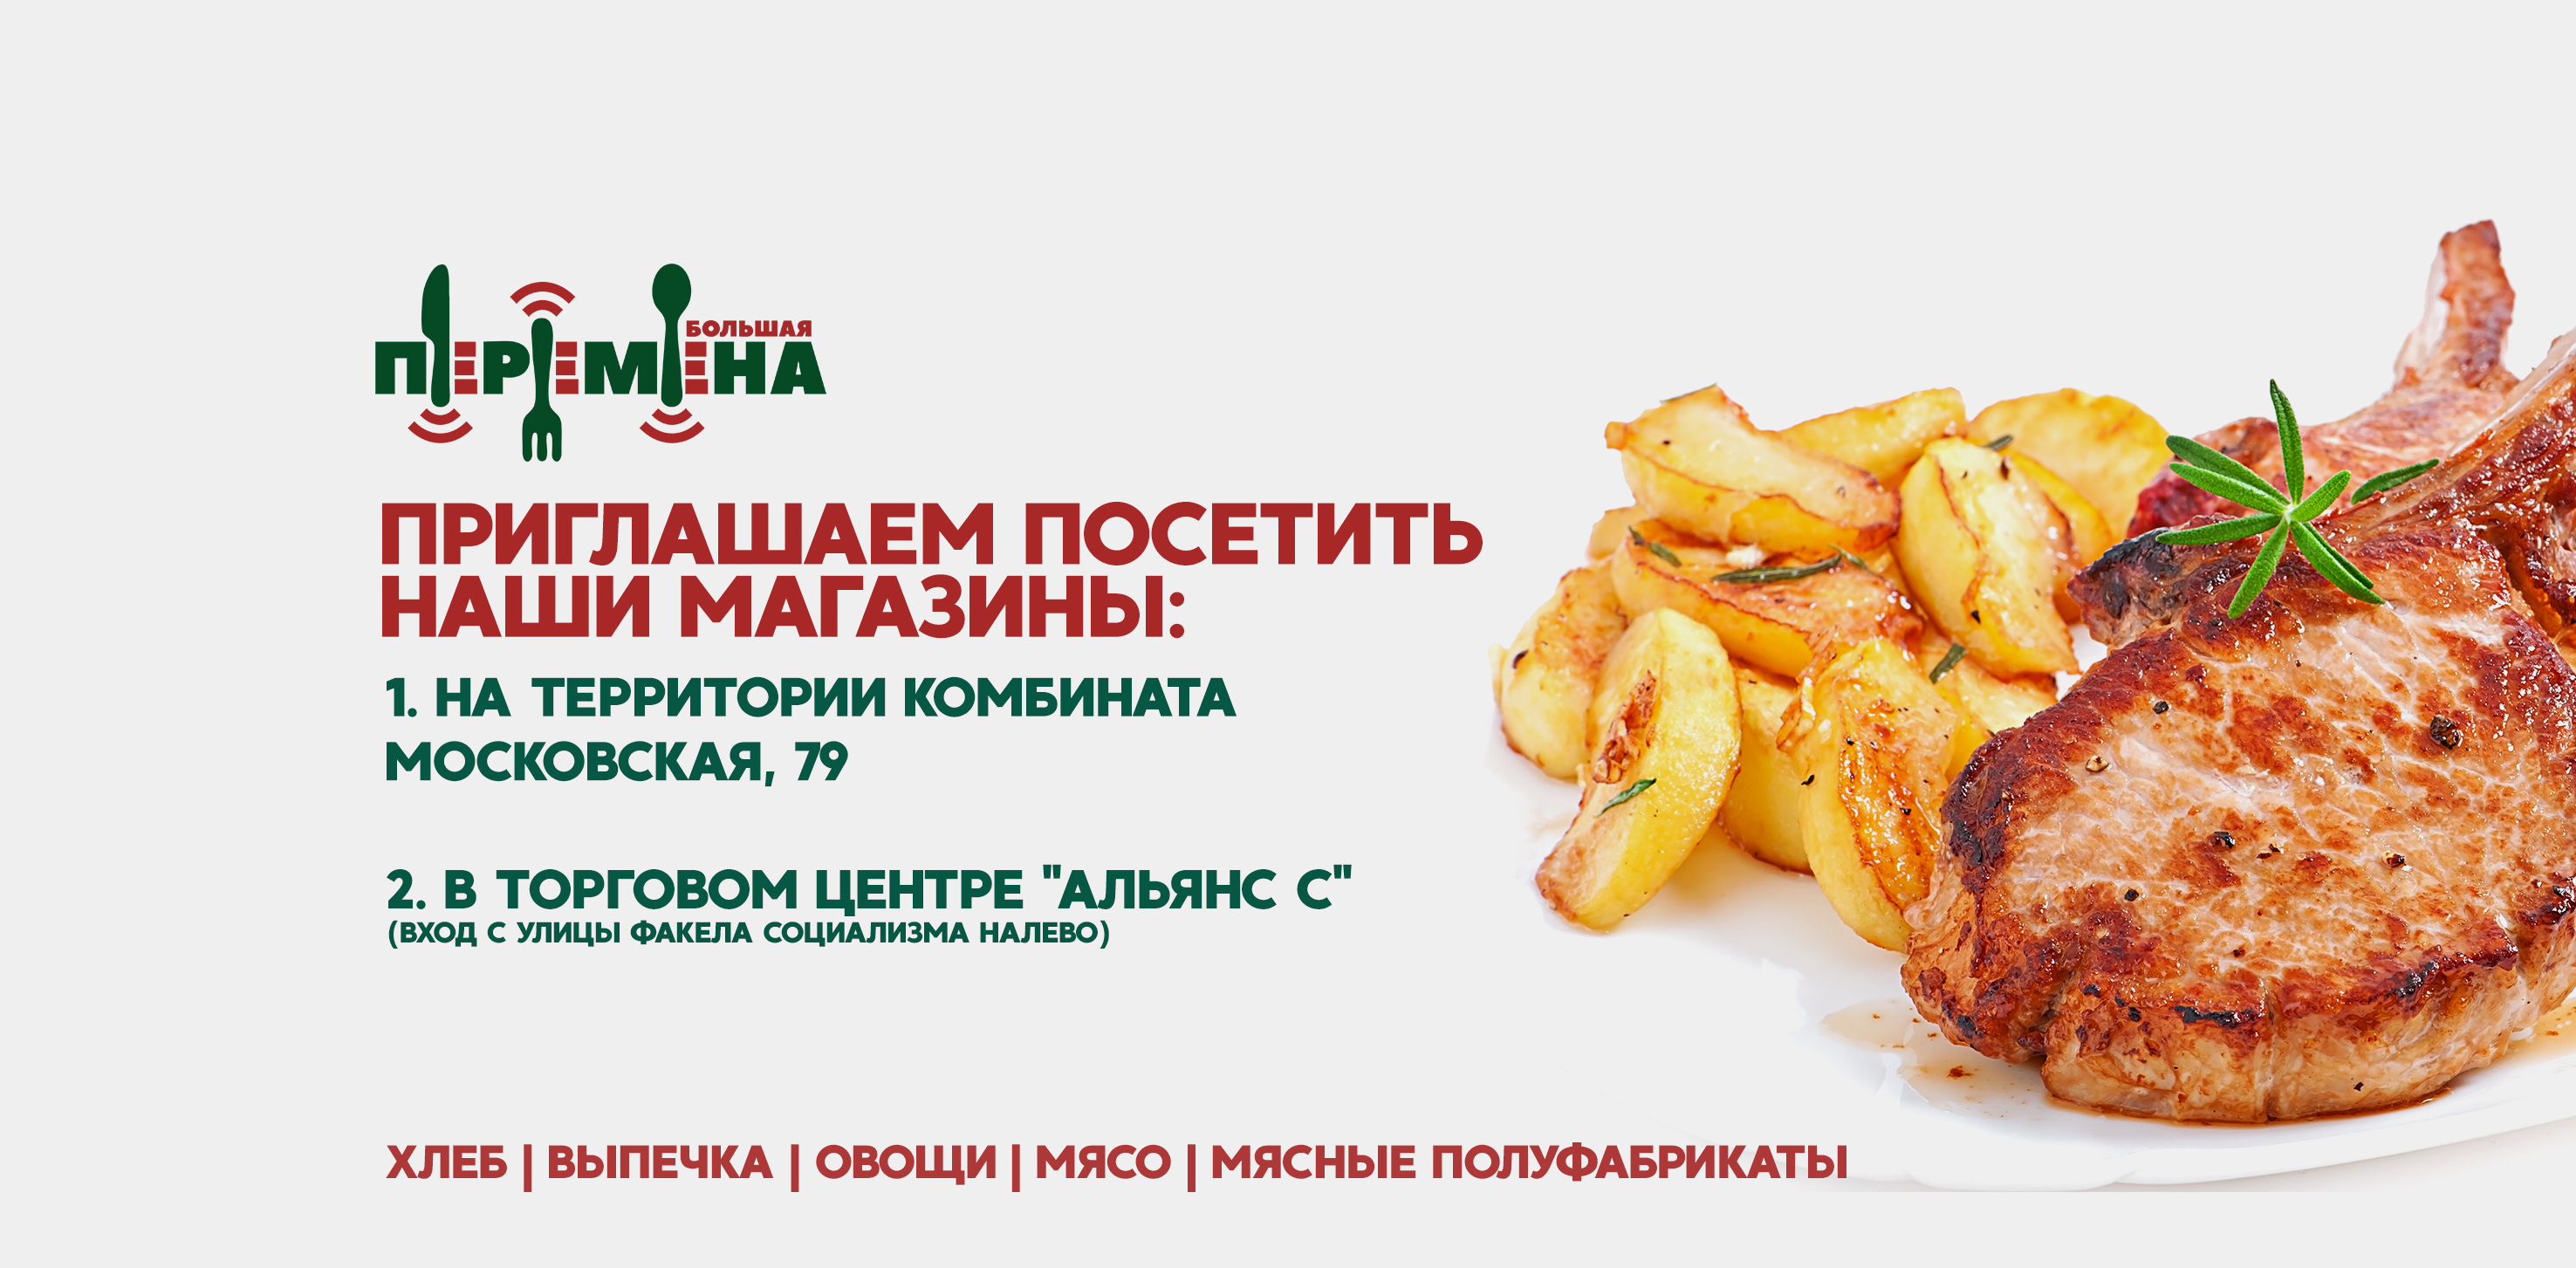 БОЛЬШАЯ
ПЕРЕМЕНА
ПРИГЛАШАЕМ ПОСЕТИТЬ
НАШИ МАГАЗИНЫ:
1. НА ТЕРРИТОРИИ КОМБИНАТА
МОСКОВСКАЯ, 79
2. В ТОРГОВОМ ЦЕНТРЕ "АЛЬЯНС С"
(ВХОД С УЛИЦЫ ФАКЕЛА СОЦИАЛИЗМА НАЛЕВО)
ХЛЕБ | ВЫПЕЧКА | ОВОЩИ | МЯСО | МЯСНЫЕ ПОЛУФАБРИКАТЫ